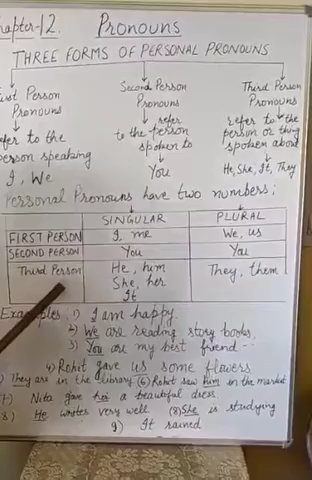 hapter-12. Pronouns
THREE FORMS OF PERSONAL PRONOUNS
irst Person Pronouns
efer to the person speaking
I, We
Second Person Pronouns
refer to the person spoken to
You
Third Person Pronouns
refer to the person or thing spoken about
He, She, It, They
ersonal Pronouns have two numbers:
SINGULAR PLURAL
FIRST PERSON I, me We, us
SECOND PERSON You You
Third Person He, him They, them
She, her
It
Examples 1) I am happy.
2) We are reading story books.
3) You are my best friend
4) Rohit gave us some flowers.
) They are in the library. (6) Rohit saw him in the market
7) Nita gave a beautiful dress.
8) He writes very well (8) She is studying
9) It rained